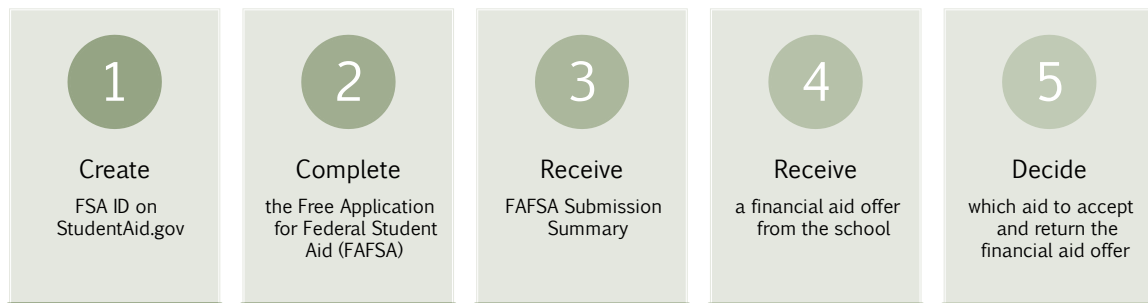 1
Create
FSA ID on
StudentAid.gov
2
Complete
the Free Application
for Federal Student
Aid (FAFSA)
3
Receive
FAFSA Submission
Summary
4
Receive
a financial aid offer
from the school
5
Decide
which aid to accept
and return the
financial aid offer